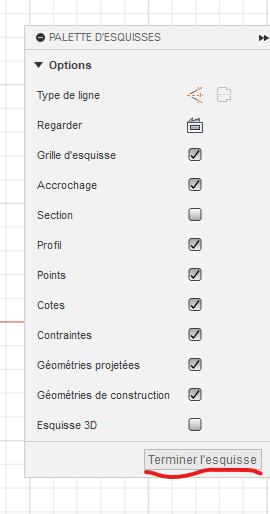 PALETTE D'ESQUISSES
Options
Type de ligne
Regarder
Grille d'esquisse
Accrochage
Section
Profil
Points
Cotes
Contraintes
Géométries projetées
Géométries de construction
Esquisse 3D
Terminer l'esquisse